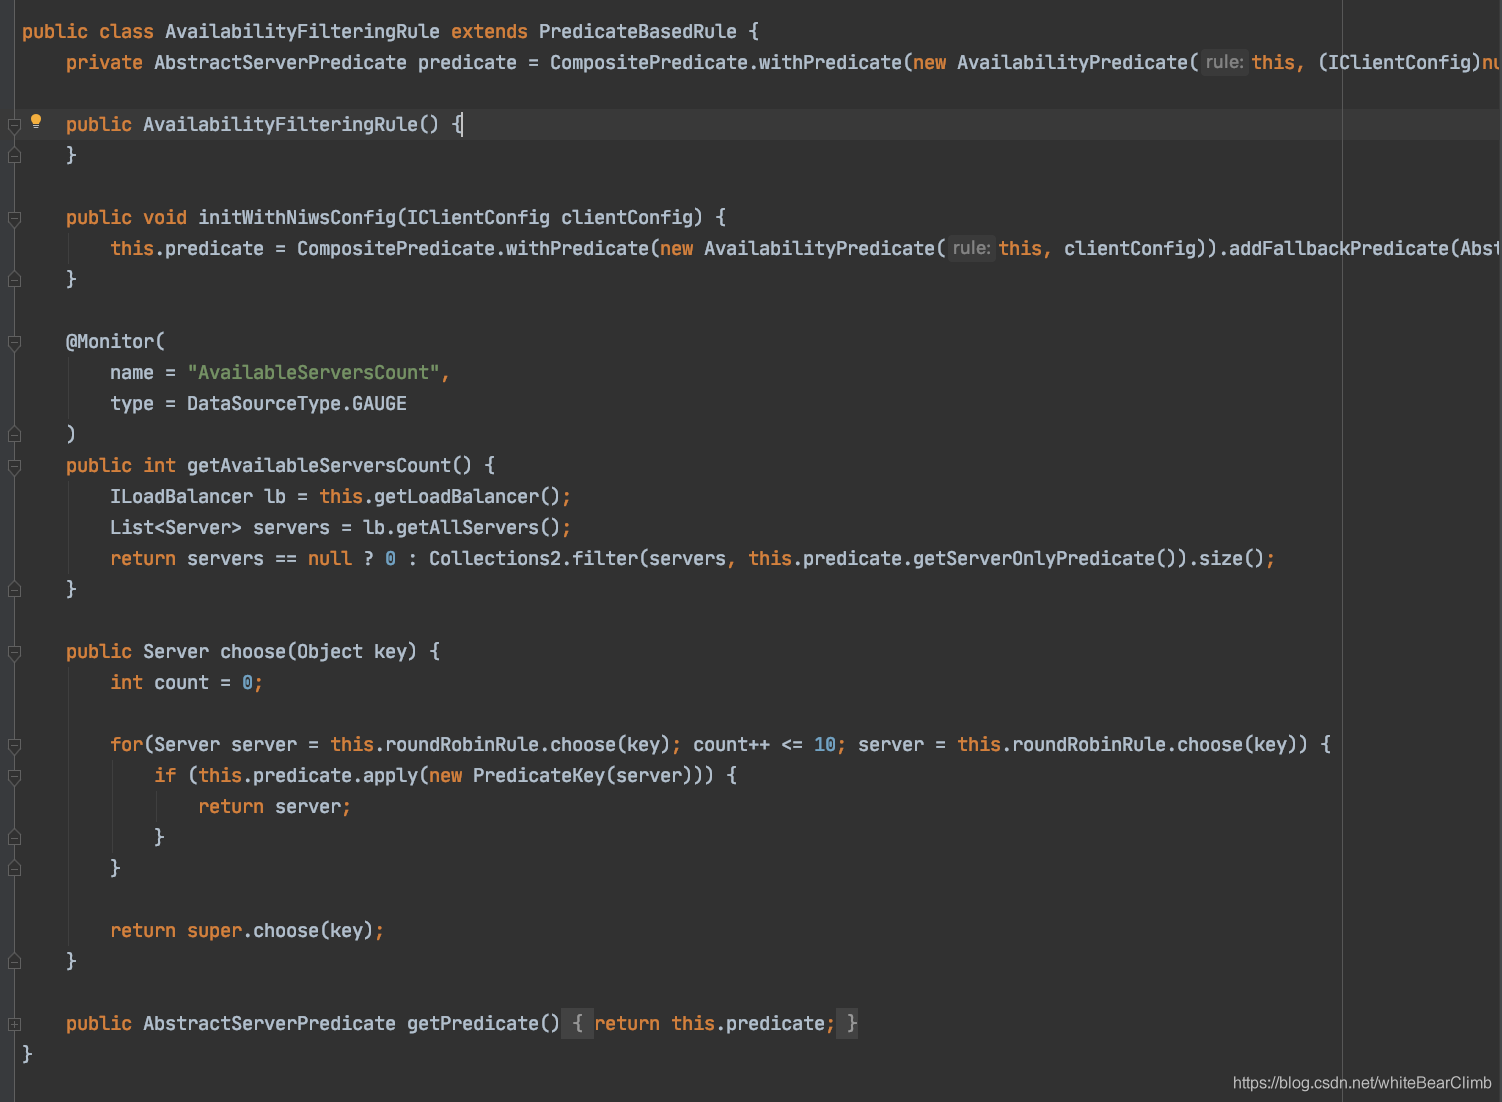 public class AvailabilityFilteringRule extends PredicateBasedRule {
    private AbstractServerPredicate predicate = CompositePredicate.withPredicate(new AvailabilityPredicate( rule: this, (IClientConfig)nu
    public AvailabilityFilteringRule() {
    }
    public void initWithNiwsConfig(IClientConfig clientConfig) {
        this.predicate = CompositePredicate.withPredicate(new AvailabilityPredicate( rule: this, clientConfig)).addFallbackPredicate(Abst
    }
    @Monitor(
        name = "AvailableServersCount",
        type = DataSourceType.GAUGE
    )
    public int getAvailableServersCount() {
        ILoadBalancer lb = this.getLoadBalancer();
        List<Server> servers = lb.getAllServers();
        return servers == null ? 0 : Collections2.filter(servers, this.predicate.getServerOnlyPredicate()).size();
    }
    public Server choose(Object key) {
        int count = 0;
        for(Server server = this.roundRobinRule.choose(key); count++ <= 10; server = this.roundRobinRule.choose(key)) {
            if (this.predicate.apply(new PredicateKey(server))) {
                return server;
            }
        }
        return super.choose(key);
    }
    public AbstractServerPredicate getPredicate() { return this.predicate; }
}
https://blog.csdn.net/whiteBearClimb